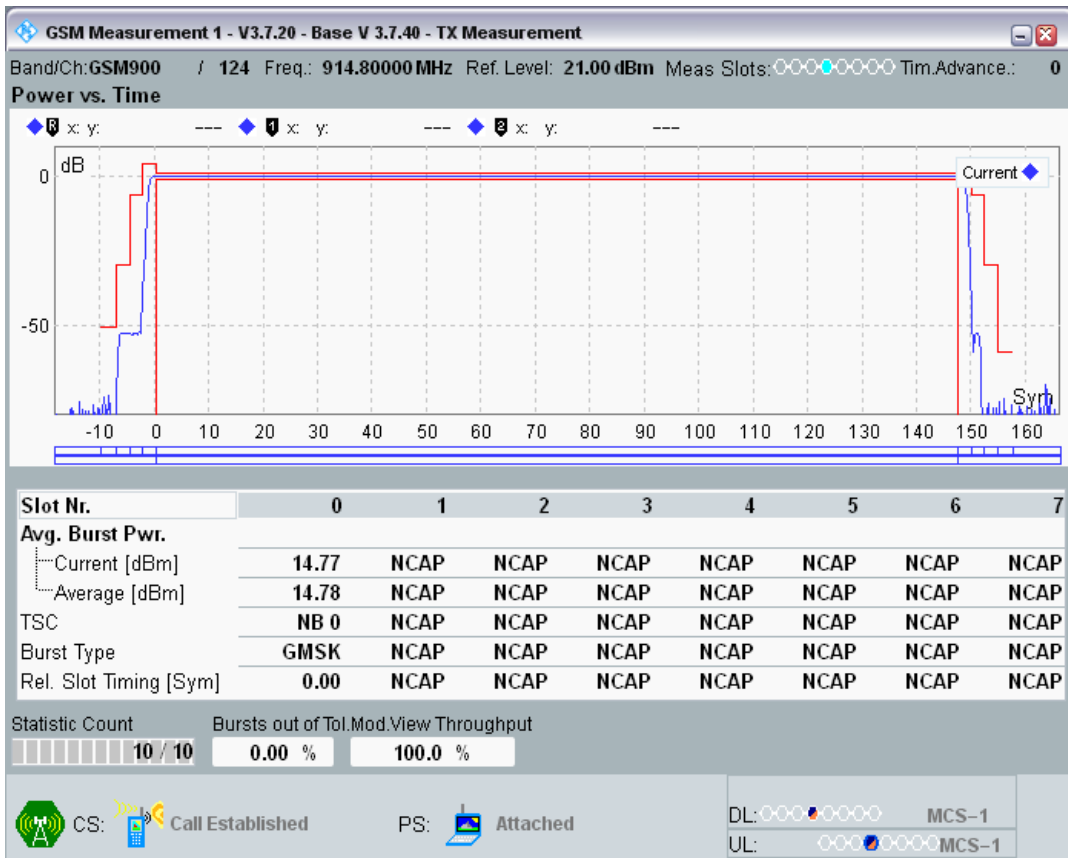 GSM Measurement 1 - V3.7.20 - Base V 3.7.40 - TX Measurement
Band/Ch:GSM900 / 124 Freq.: 914.80000 MHz Ref. Level: 21.00 dBm Meas Slots: Tim.Advance.: 0
Power vs. Time
R x: y: --- 1 x: y: --- 2 x: y: ---
dB
Current
0
-50
Sym
-10 0 10 20 30 40 50 60 70 80 90 100 110 120 130 140 150 160
Slot Nr. 0 1 2 3 4 5 6 7
Avg. Burst Pwr.
Current [dBm] 14.77 NCAP NCAP NCAP NCAP NCAP NCAP NCAP
Average [dBm] 14.78 NCAP NCAP NCAP NCAP NCAP NCAP NCAP
TSC NB 0 NCAP NCAP NCAP NCAP NCAP NCAP NCAP
Burst Type GMSK NCAP NCAP NCAP NCAP NCAP NCAP NCAP
Rel. Slot Timing [Sym] 0.00 NCAP NCAP NCAP NCAP NCAP NCAP NCAP
Statistic Count Bursts out of Tol.Mod.View Throughput
10 / 10 0.00 % 100.0 %
CS: Call Established PS: Attached
DL: MCS-1
UL: MCS-1